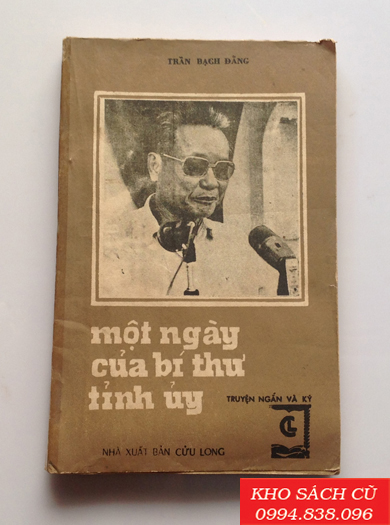 TRẦN BẠCH ĐẰNG
một ngày
của bí thư
tỉnh ủy
TRUYỆN NGẮN VÀ KÝ
CL
NHÀ XUẤT BẢN CỬU LONG
KHO SÁCH CŨ
0994.838.096